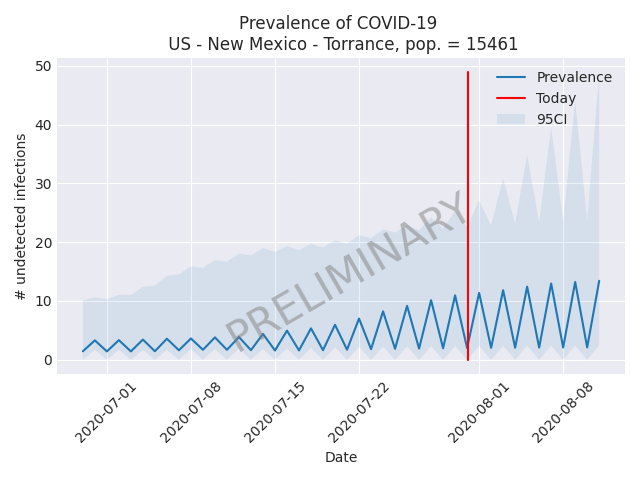 Prevalence of COVID-19
US - New Mexico - Torrance, pop. = 15461
50
40
30
20
10
0
# undetected infections
Prevalence
Today
95CI
PRELIMINARY
2020-07-01
2020-07-08
2020-07-15
2020-07-22
2020-08-01
2020-08-08
Date